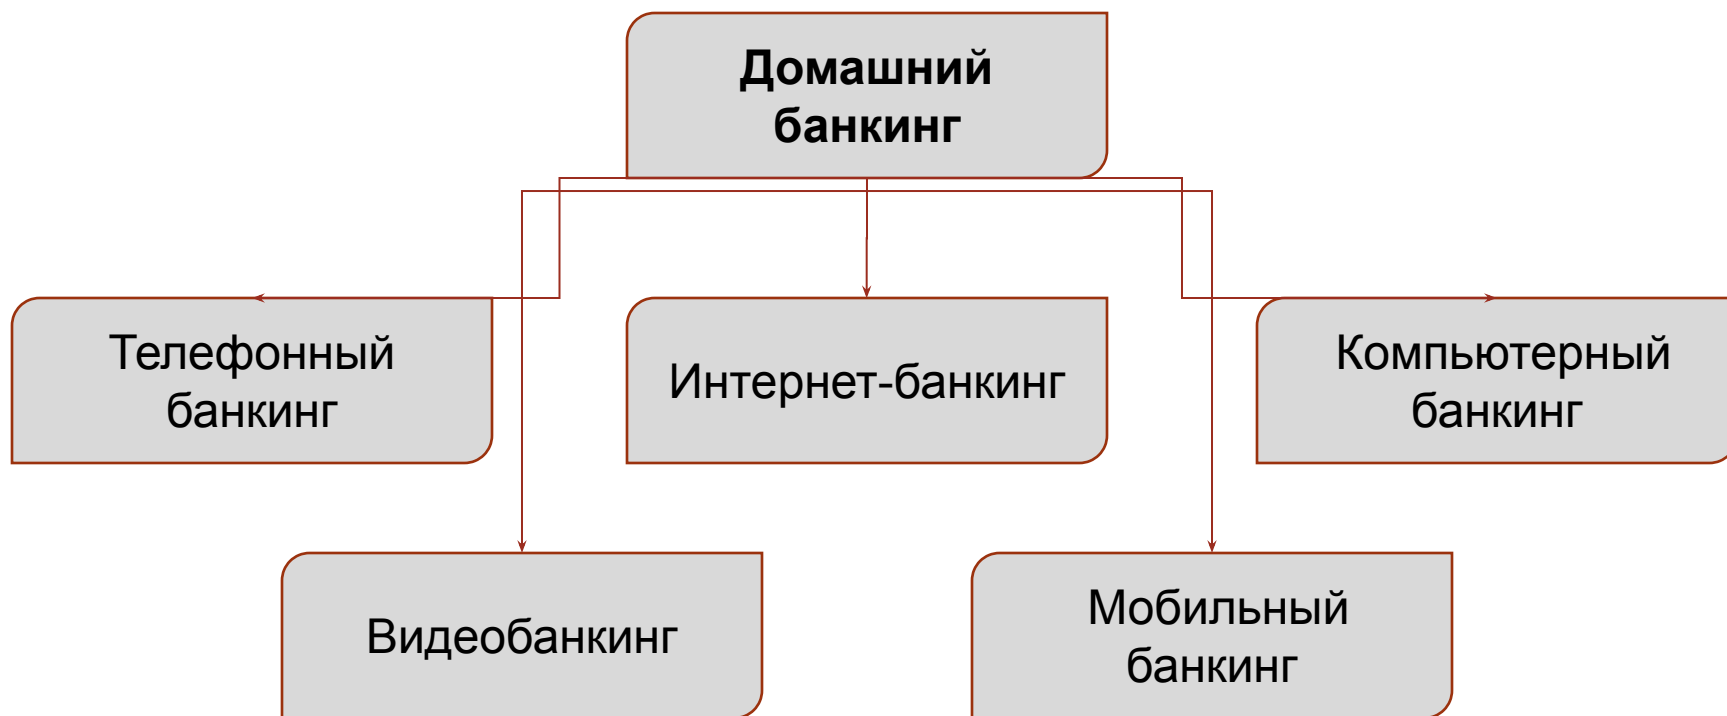 Домашний
банкинг
Телефонный
банкинг
Интернет-банкинг
Компьютерный
банкинг
Видеобанкинг
Мобильный
банкинг